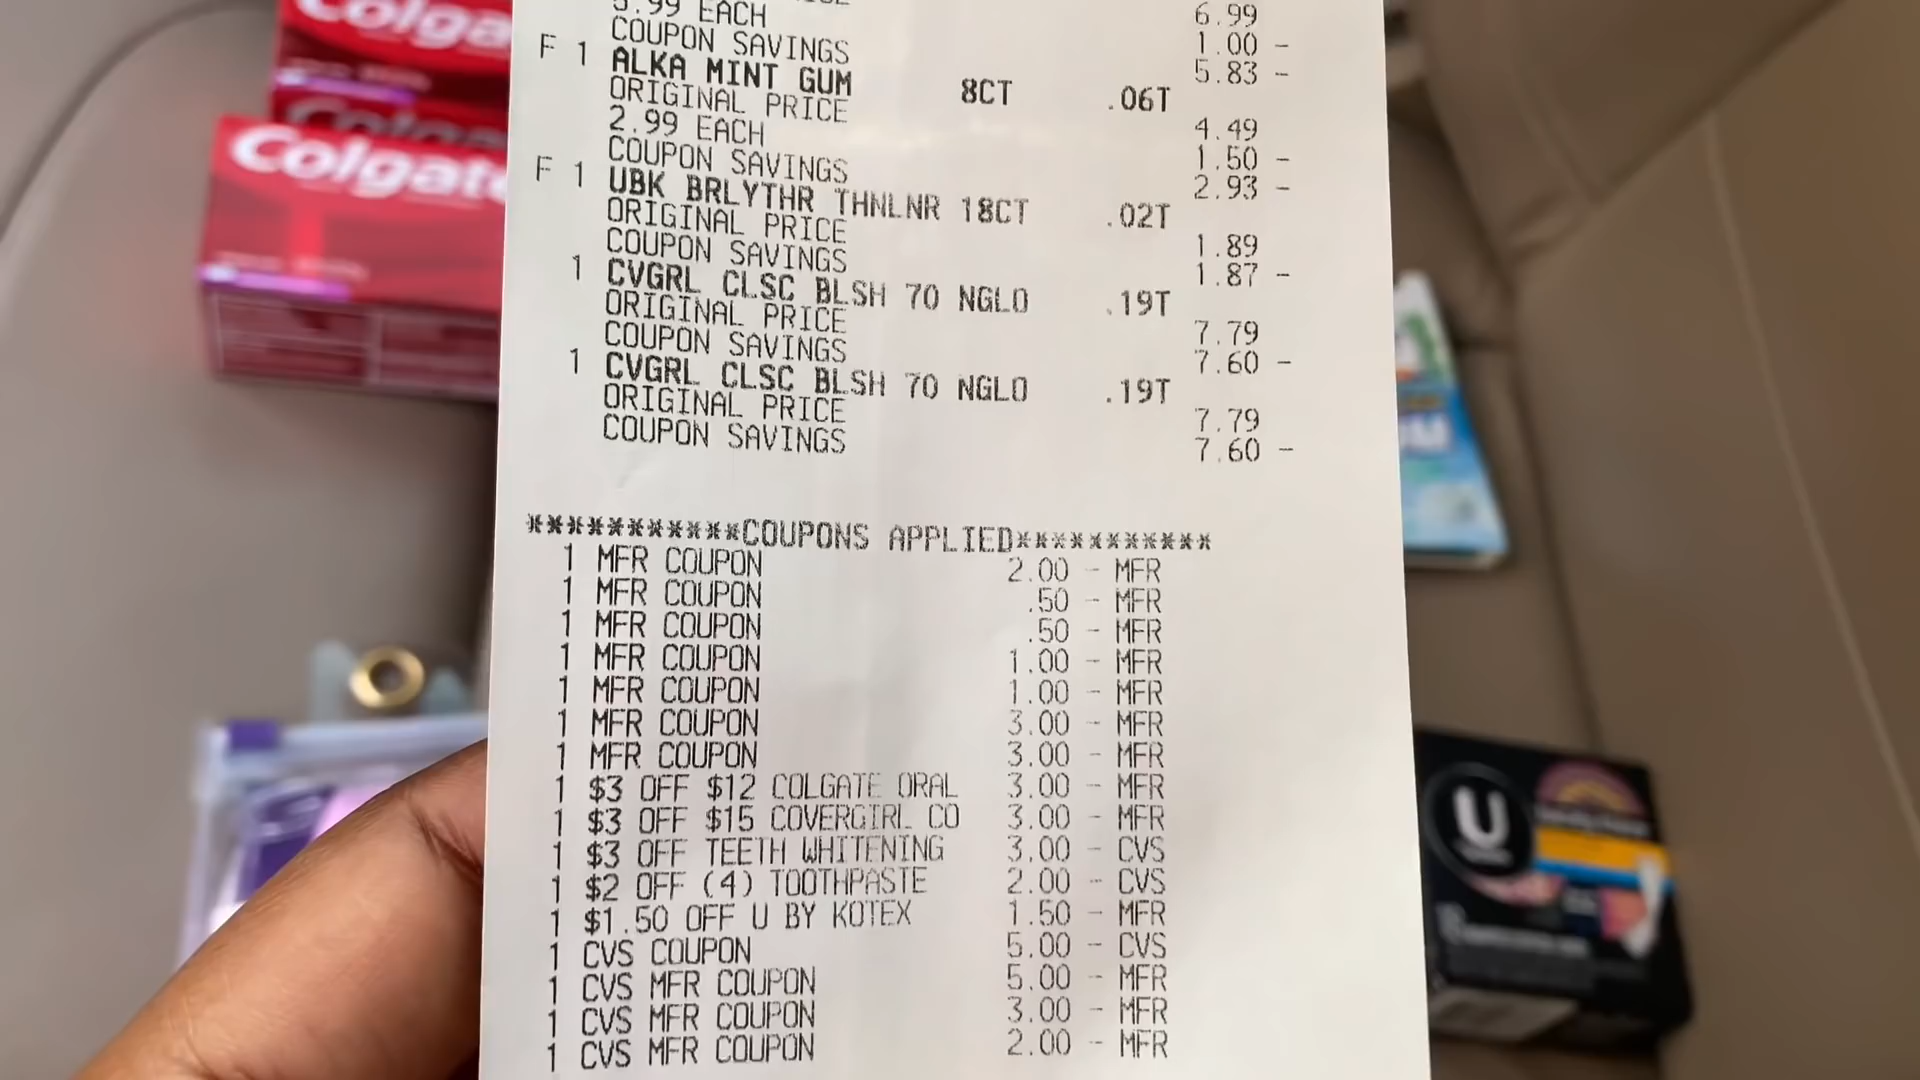 Colga
Colgate
Colgate
5.99 EACH 6.99
COUPON SAVINGS 1.00 -
5.83 -
F 1 ALKA MINT GUM 8CT .06T
ORIGINAL PRICE 4.49
2.99 EACH 1.50 -
COUPON SAVINGS 2.93 -
F 1 UBK BRLYTHR THNLNR 18CT .02T
ORIGINAL PRICE 1.89
COUPON SAVINGS 1.87 -
1 CVGRL CLSC BLSH 70 NGLO .19T
ORIGINAL PRICE 7.79
COUPON SAVINGS 7.60 -
1 CVGRL CLSC BLSH 70 NGLO .19T
ORIGINAL PRICE 7.79
COUPON SAVINGS 7.60 -
***********COUPONS APPLIED***********
1 MFR COUPON 2.00 - MFR
1 MFR COUPON .50 - MFR
1 MFR COUPON .50 - MFR
1 MFR COUPON 1.00 - MFR
1 MFR COUPON 1.00 - MFR
1 MFR COUPON 3.00 - MFR
1 MFR COUPON 3.00 - MFR
1 $3 OFF $12 COLGATE ORAL 3.00 - MFR
1 $3 OFF $15 COVERGIRL CO 3.00 - MFR
1 $3 OFF TEETH WHITENING 3.00 - CVS
1 $2 OFF (4) TOOTHPASTE 2.00 - CVS
1 $1.50 OFF U BY KOTEX 1.50 - MFR
1 CVS COUPON 5.00 - CVS
1 CVS MFR COUPON 5.00 - MFR
1 CVS MFR COUPON 3.00 - MFR
1 CVS MFR COUPON 2.00 - MFR
U